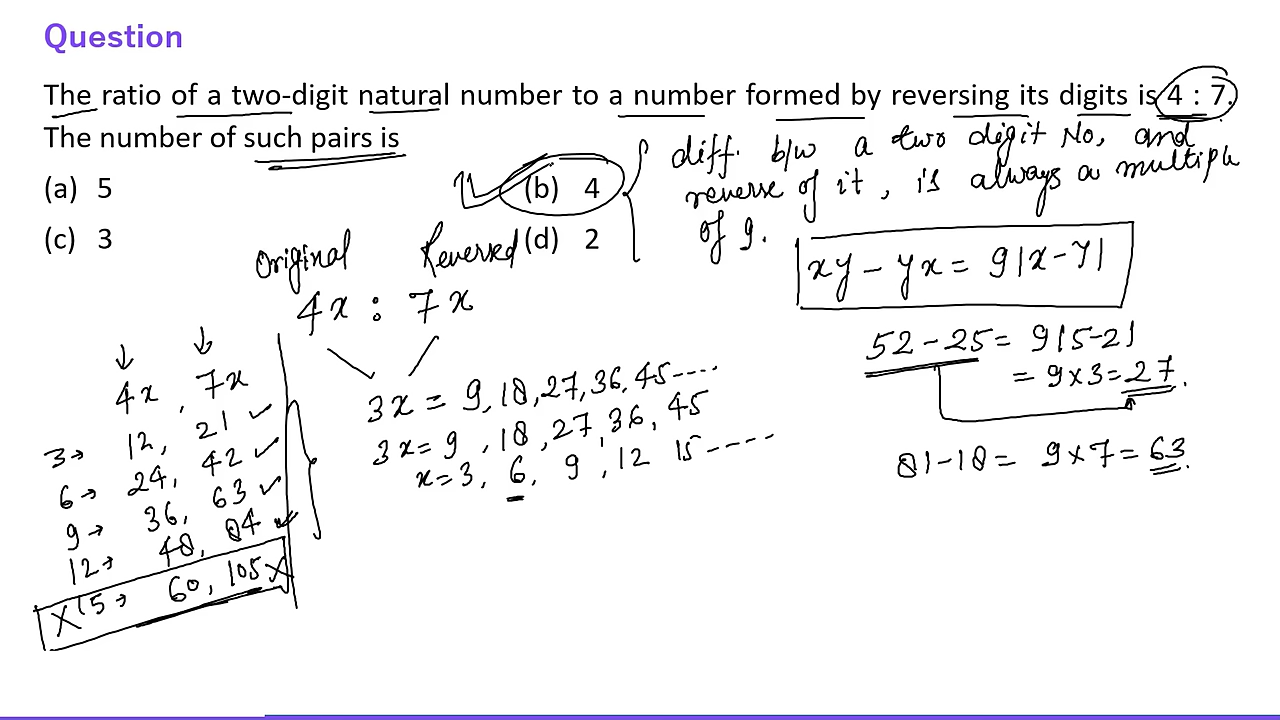 Question
The ratio of a two-digit natural number to a number formed by reversing its digits is 4 : 7.
The number of such pairs is
(a) 5
(b) 4
(c) 3
(d) 2
diff. b/w a two digit No, and
reverse of it, is always a multiple
of 9.
xy - yx = 9|x-y|
52 - 25 = 9|5-2|
= 9×3 = 27.
81-18 = 9×7 = 63.
Original Reversed
4x : 7x
3x = 9, 18, 27, 36, 45 ----
3x = 9, 18, 27, 36, 45
x = 3, 6, 9, 12 15 ----
↓ ↓
4x, 7x
3→ 12, 21 ✓
6→ 24, 42 ✓
9→ 36, 63 ✓
12→ 48, 84 ✓
X 15→ 60, 105 X